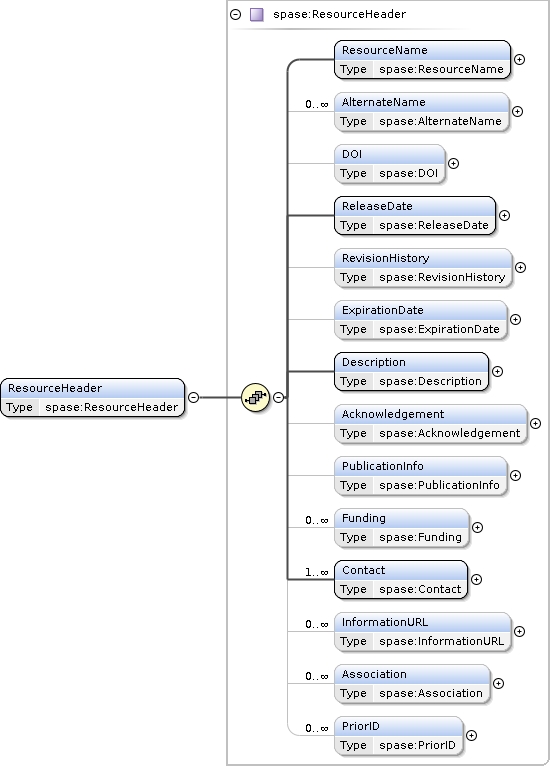 spase:ResourceHeader
ResourceName
Type spase:ResourceName
0..∞ AlternateName
Type spase:AlternateName
DOI
Type spase:DOI
ReleaseDate
Type spase:ReleaseDate
RevisionHistory
Type spase:RevisionHistory
ExpirationDate
Type spase:ExpirationDate
Description
Type spase:Description
ResourceHeader
Type spase:ResourceHeader
Acknowledgement
Type spase:Acknowledgement
PublicationInfo
Type spase:PublicationInfo
0..∞ Funding
Type spase:Funding
1..∞ Contact
Type spase:Contact
0..∞ InformationURL
Type spase:InformationURL
0..∞ Association
Type spase:Association
0..∞ PriorID
Type spase:PriorID